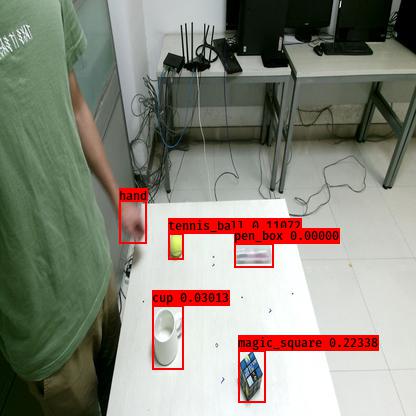 hand
tennis_ball 0.11072
pen_box 0.00000
cup 0.03013
magic_square 0.22338